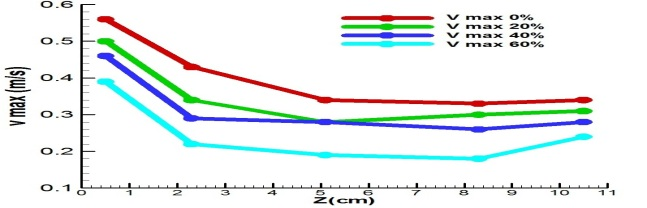 0.6
0.5
0.4
0.3
0.2
0.1
v max (m/s)
V max 0%
V max 20%
V max 40%
V max 60%
0 1 2 3 4 5 6 7 8 9 10 11
Z(cm)